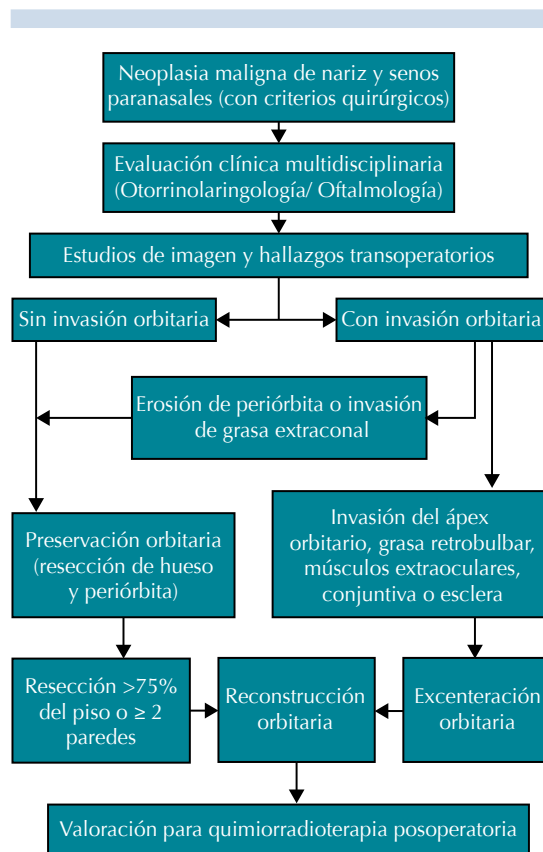 Neoplasia maligna de nariz y senos
paranasales (con criterios quirúrgicos)
Evaluación clínica multidisciplinaria
(Otorrinolaringología/ Oftalmología)
Estudios de imagen y hallazgos transoperatorios
Sin invasión orbitaria
Con invasión orbitaria
Erosión de periórbita o invasión
de grasa extraconal
Preservación orbitaria
(resección de hueso
y periórbita)
Invasión del ápex
orbitario, grasa retrobulbar,
músculos extraoculares,
conjuntiva o esclera
Resección >75%
del piso o ≥ 2
paredes
Reconstrucción
orbitaria
Excenteración
orbitaria
Valoración para quimiorradioterapia posoperatoria